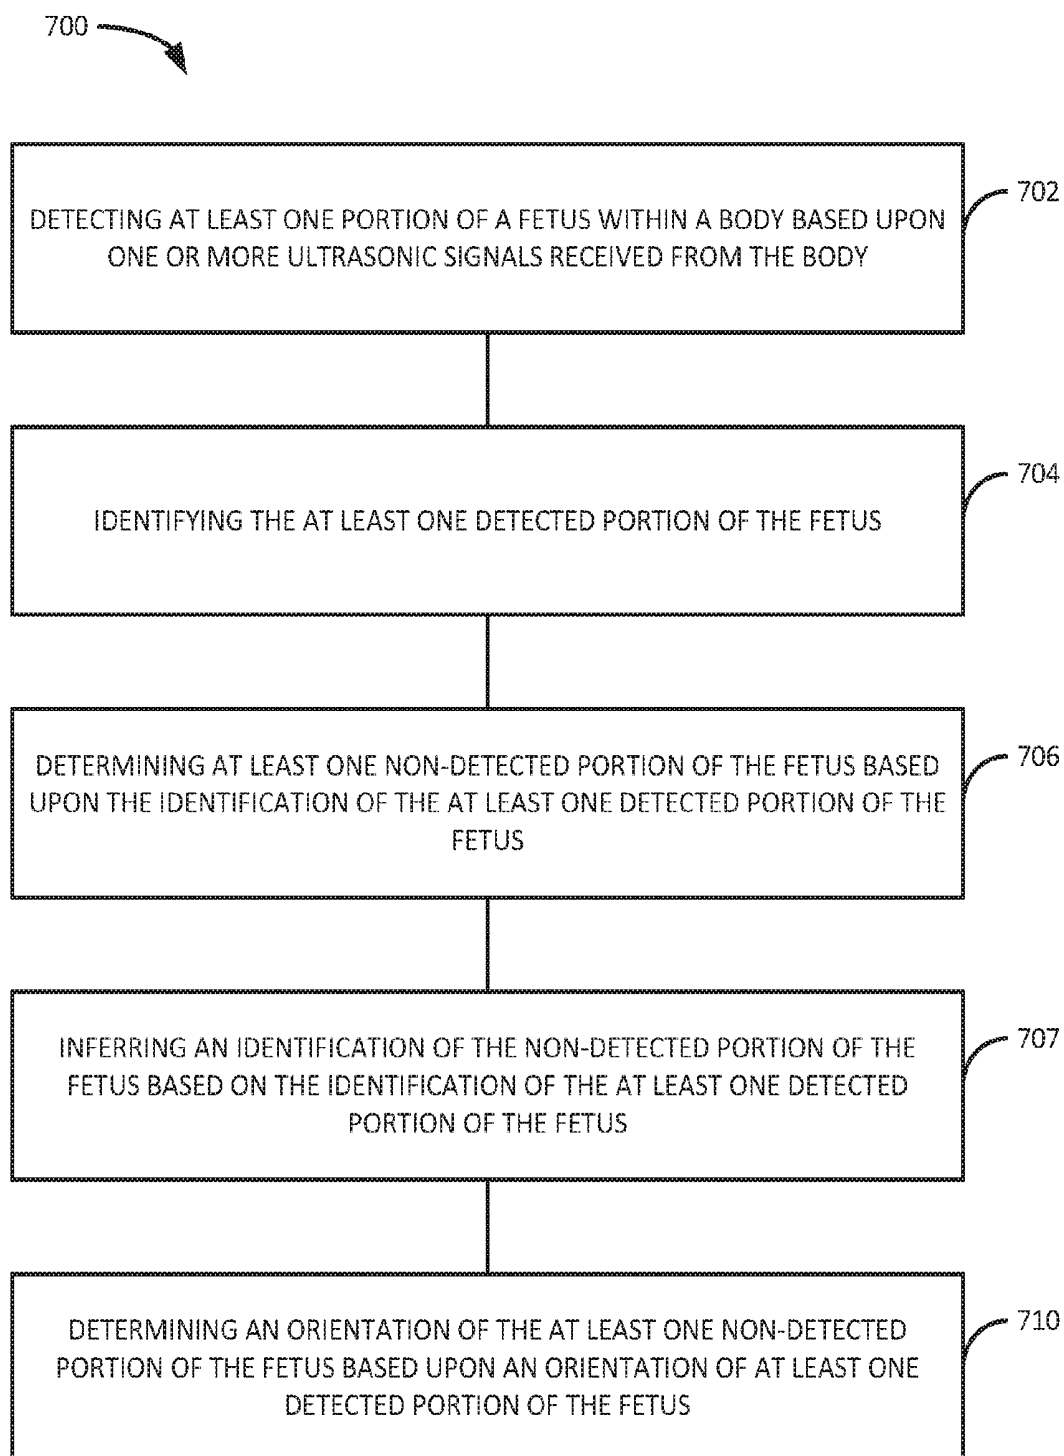 700
DETECTING AT LEAST ONE PORTION OF A FETUS WITHIN A BODY BASED UPON
ONE OR MORE ULTRASONIC SIGNALS RECEIVED FROM THE BODY
702
IDENTIFYING THE AT LEAST ONE DETECTED PORTION OF THE FETUS
704
DETERMINING AT LEAST ONE NON-DETECTED PORTION OF THE FETUS BASED
UPON THE IDENTIFICATION OF THE AT LEAST ONE DETECTED PORTION OF THE
FETUS
706
INFERRING AN IDENTIFICATION OF THE NON-DETECTED PORTION OF THE
FETUS BASED ON THE IDENTIFICATION OF THE AT LEAST ONE DETECTED
PORTION OF THE FETUS
707
DETERMINING AN ORIENTATION OF THE AT LEAST ONE NON-DETECTED
PORTION OF THE FETUS BASED UPON AN ORIENTATION OF AT LEAST ONE
DETECTED PORTION OF THE FETUS
710